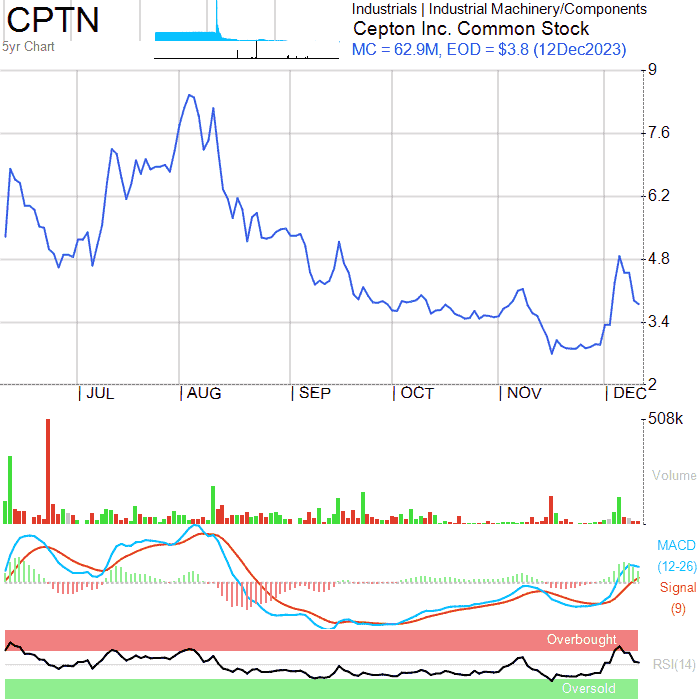 CPTN
5yr Chart
Industrials | Industrial Machinery/Components
Cepton Inc. Common Stock
MC = 62.9M, EOD = $3.8 (12Dec2023)
9
7.6
6.2
4.8
3.4
2
JUL AUG SEP OCT NOV DEC
508k
Volume
MACD
(12-26)
Signal
(9)
Overbought
RSI(14)
Oversold